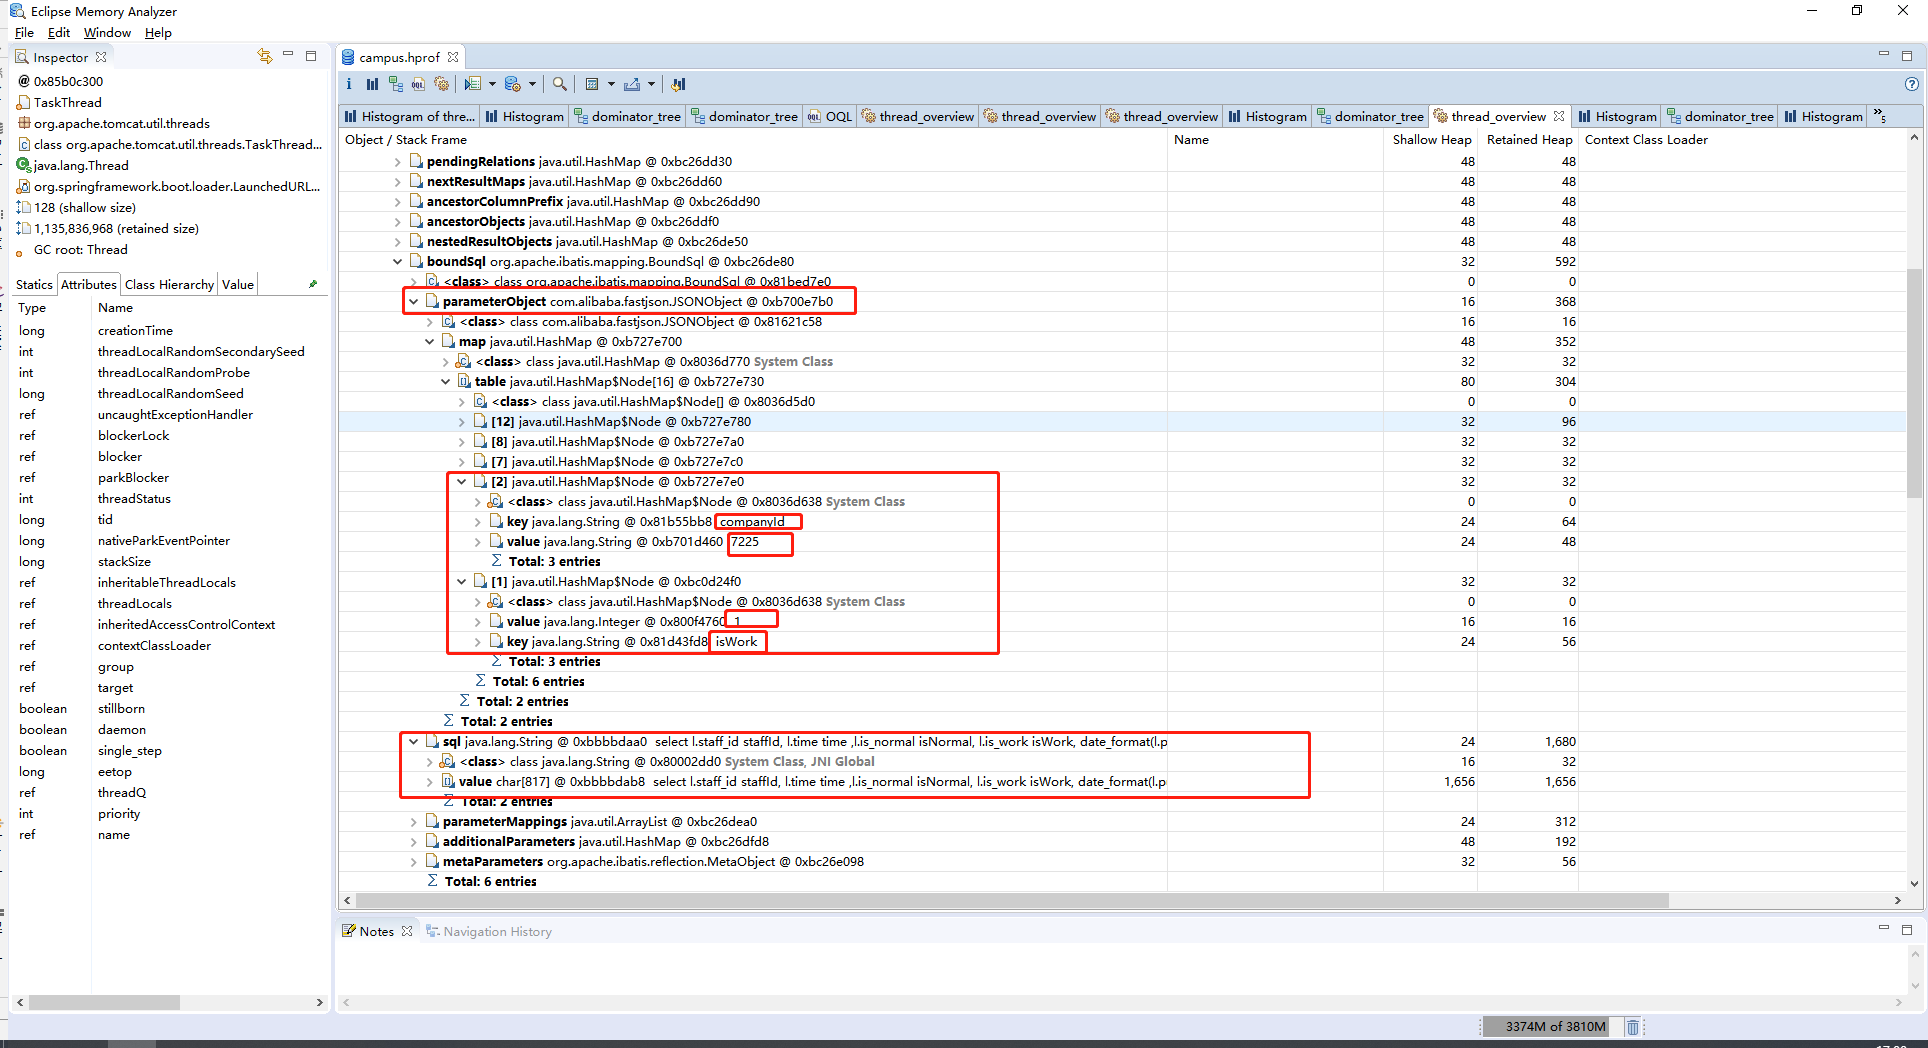 Eclipse Memory Analyzer
File Edit Window Help
Inspector
@ 0x85b0c300
TaskThread
org.apache.tomcat.util.threads
class org.apache.tomcat.util.threads.TaskThread...
java.lang.Thread
org.springframework.boot.loader.LaunchedURL...
128 (shallow size)
1,135,836,968 (retained size)
GC root: Thread
Statics Attributes Class Hierarchy Value
Type Name
long creationTime
int threadLocalRandomSecondarySeed
int threadLocalRandomProbe
long threadLocalRandomSeed
ref uncaughtExceptionHandler
ref blockerLock
ref blocker
ref parkBlocker
int threadStatus
long tid
long nativeParkEventPointer
long stackSize
ref inheritableThreadLocals
ref threadLocals
ref inheritedAccessControlContext
ref contextClassLoader
ref group
ref target
boolean stillborn
boolean daemon
boolean single_step
long eetop
ref threadQ
int priority
ref name
campus.hprof
Histogram of thre... Histogram dominator_tree dominator_tree OQL thread_overview thread_overview thread_overview Histogram dominator_tree thread_overview Histogram dominator_tree Histogram »5
Object / Stack Frame Name Shallow Heap Retained Heap Context Class Loader
pendingRelations java.util.HashMap @ 0xbc26dd30 48 48
nextResultMaps java.util.HashMap @ 0xbc26dd60 48 48
ancestorColumnPrefix java.util.HashMap @ 0xbc26dd90 48 48
ancestorObjects java.util.HashMap @ 0xbc26ddf0 48 48
nestedResultObjects java.util.HashMap @ 0xbc26de50 48 48
boundSql org.apache.ibatis.mapping.BoundSql @ 0xbc26de80 32 592
<class> class org.apache.ibatis.mapping.BoundSql @ 0x81bed7e0 0 0
parameterObject com.alibaba.fastjson.JSONObject @ 0xb700e7b0 16 368
<class> class com.alibaba.fastjson.JSONObject @ 0x81621c58 16 16
map java.util.HashMap @ 0xb727e700 48 352
<class> class java.util.HashMap @ 0x8036d770 System Class 32 32
table java.util.HashMap$Node[16] @ 0xb727e730 80 304
<class> class java.util.HashMap$Node[] @ 0x8036d5d0 0 0
[12] java.util.HashMap$Node @ 0xb727e780 32 96
[8] java.util.HashMap$Node @ 0xb727e7a0 32 32
[7] java.util.HashMap$Node @ 0xb727e7c0 32 32
[2] java.util.HashMap$Node @ 0xb727e7e0 32 32
<class> class java.util.HashMap$Node @ 0x8036d638 System Class 0 0
key java.lang.String @ 0x81b55bb8 companyId 24 64
value java.lang.String @ 0xb701d460 7225 24 48
Σ Total: 3 entries
[1] java.util.HashMap$Node @ 0xbc0d24f0 32 32
<class> class java.util.HashMap$Node @ 0x8036d638 System Class 0 0
value java.lang.Integer @ 0x800f4760 1 16 16
key java.lang.String @ 0x81d43fd8 isWork 24 56
Σ Total: 3 entries
Σ Total: 6 entries
Σ Total: 2 entries
Σ Total: 2 entries
sql java.lang.String @ 0xbbbbdaa0 select l.staff_id staffId, l.time time ,l.is_normal isNormal, l.is_work isWork, date_format(l.p 24 1,680
<class> class java.lang.String @ 0x80002dd0 System Class, JNI Global 16 32
value char[817] @ 0xbbbbdab8 select l.staff_id staffId, l.time time ,l.is_normal isNormal, l.is_work isWork, date_format(l.p 1,656 1,656
Σ Total: 2 entries
parameterMappings java.util.ArrayList @ 0xbc26dea0 24 312
additionalParameters java.util.HashMap @ 0xbc26dfd8 48 192
metaParameters org.apache.ibatis.reflection.MetaObject @ 0xbc26e098 32 56
Σ Total: 6 entries
Notes Navigation History
3374M of 3810M